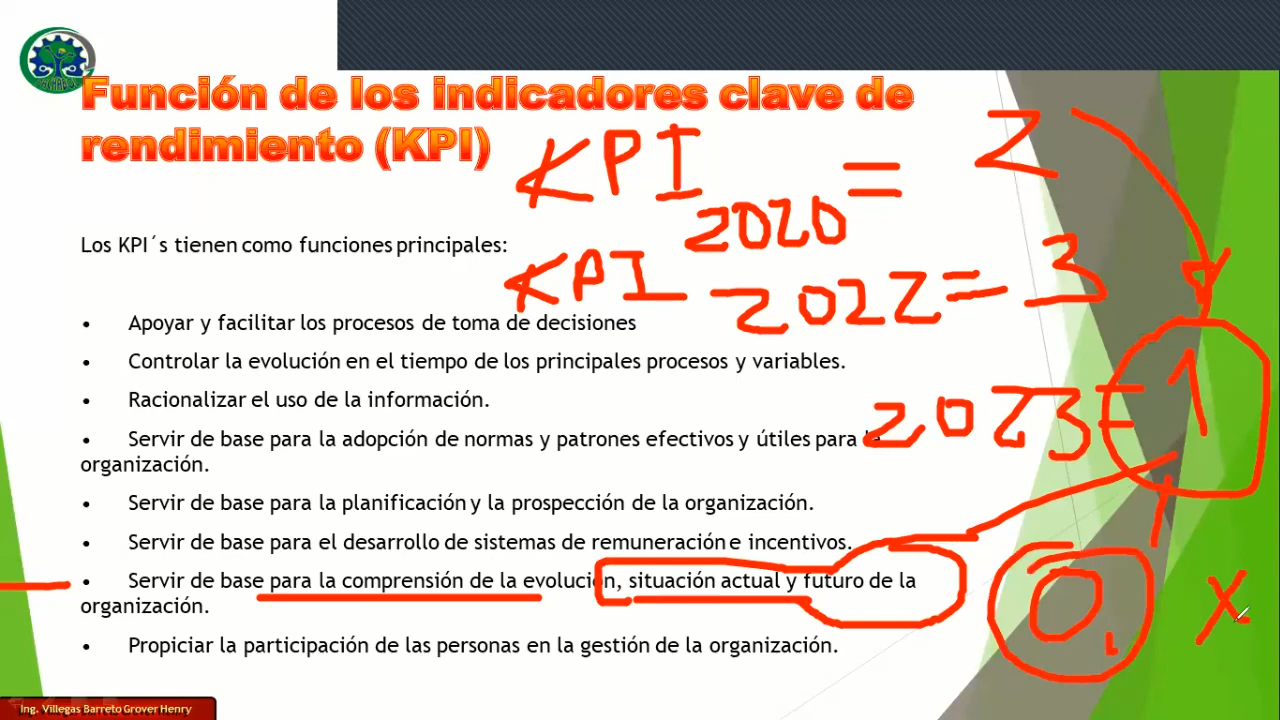 Función de los indicadores clave de
rendimiento (KPI)
KPI 2020 = 2
Los KPI´s tienen como funciones principales:
KPI 2022 = 3
• Apoyar y facilitar los procesos de toma de decisiones
• Controlar la evolución en el tiempo de los principales procesos y variables.
• Racionalizar el uso de la información.
2023 = 1
• Servir de base para la adopción de normas y patrones efectivos y útiles para la
organización.
• Servir de base para la planificación y la prospección de la organización.
• Servir de base para el desarrollo de sistemas de remuneración e incentivos.
• Servir de base para la comprensión de la evolución, situación actual y futuro de la
organización.
0, X
• Propiciar la participación de las personas en la gestión de la organización.
Ing. Villegas Barreto Grover Henry